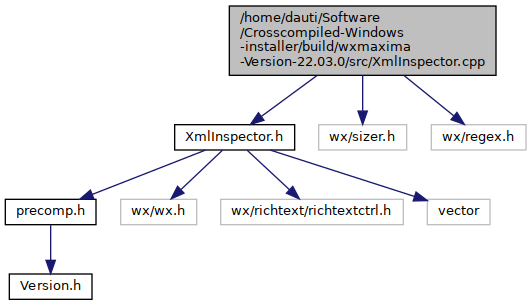 /home/dauti/Software
/Crosscompiled-Windows
-installer/build/wxmaxima
-Version-22.03.0/src/XmlInspector.cpp
XmlInspector.h
wx/sizer.h
wx/regex.h
precomp.h
wx/wx.h
wx/richtext/richtextctrl.h
vector
Version.h